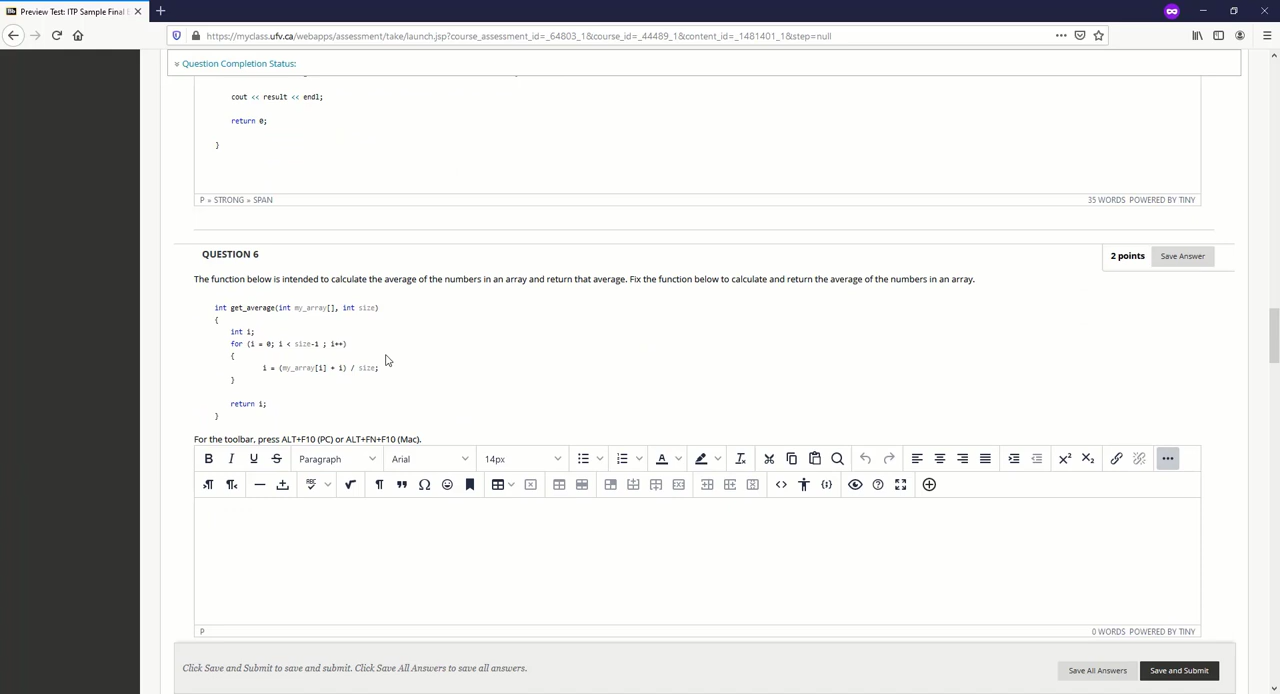 Preview Test: ITP Sample Final E
https://myclass.ufv.ca/webapps/assessment/take/launch.jsp?course_assessment_id=_64803_1&course_id=_44489_1&content_id=_1481401_1&step=null
Question Completion Status:
cout << result << endl;
return 0;
}
P » STRONG » SPAN
35 WORDS POWERED BY TINY
QUESTION 6
2 points
Save Answer
The function below is intended to calculate the average of the numbers in an array and return that average. Fix the function below to calculate and return the average of the numbers in an array.
int get_average(int my_array[], int size)
{
int i;
for (i = 0; i < size-1 ; i++)
{
i = (my_array[i] + i) / size;
}
return i;
}
For the toolbar, press ALT+F10 (PC) or ALT+FN+F10 (Mac).
B I U S Paragraph Arial 14px
P
0 WORDS POWERED BY TINY
Click Save and Submit to save and submit. Click Save All Answers to save all answers.
Save All Answers
Save and Submit